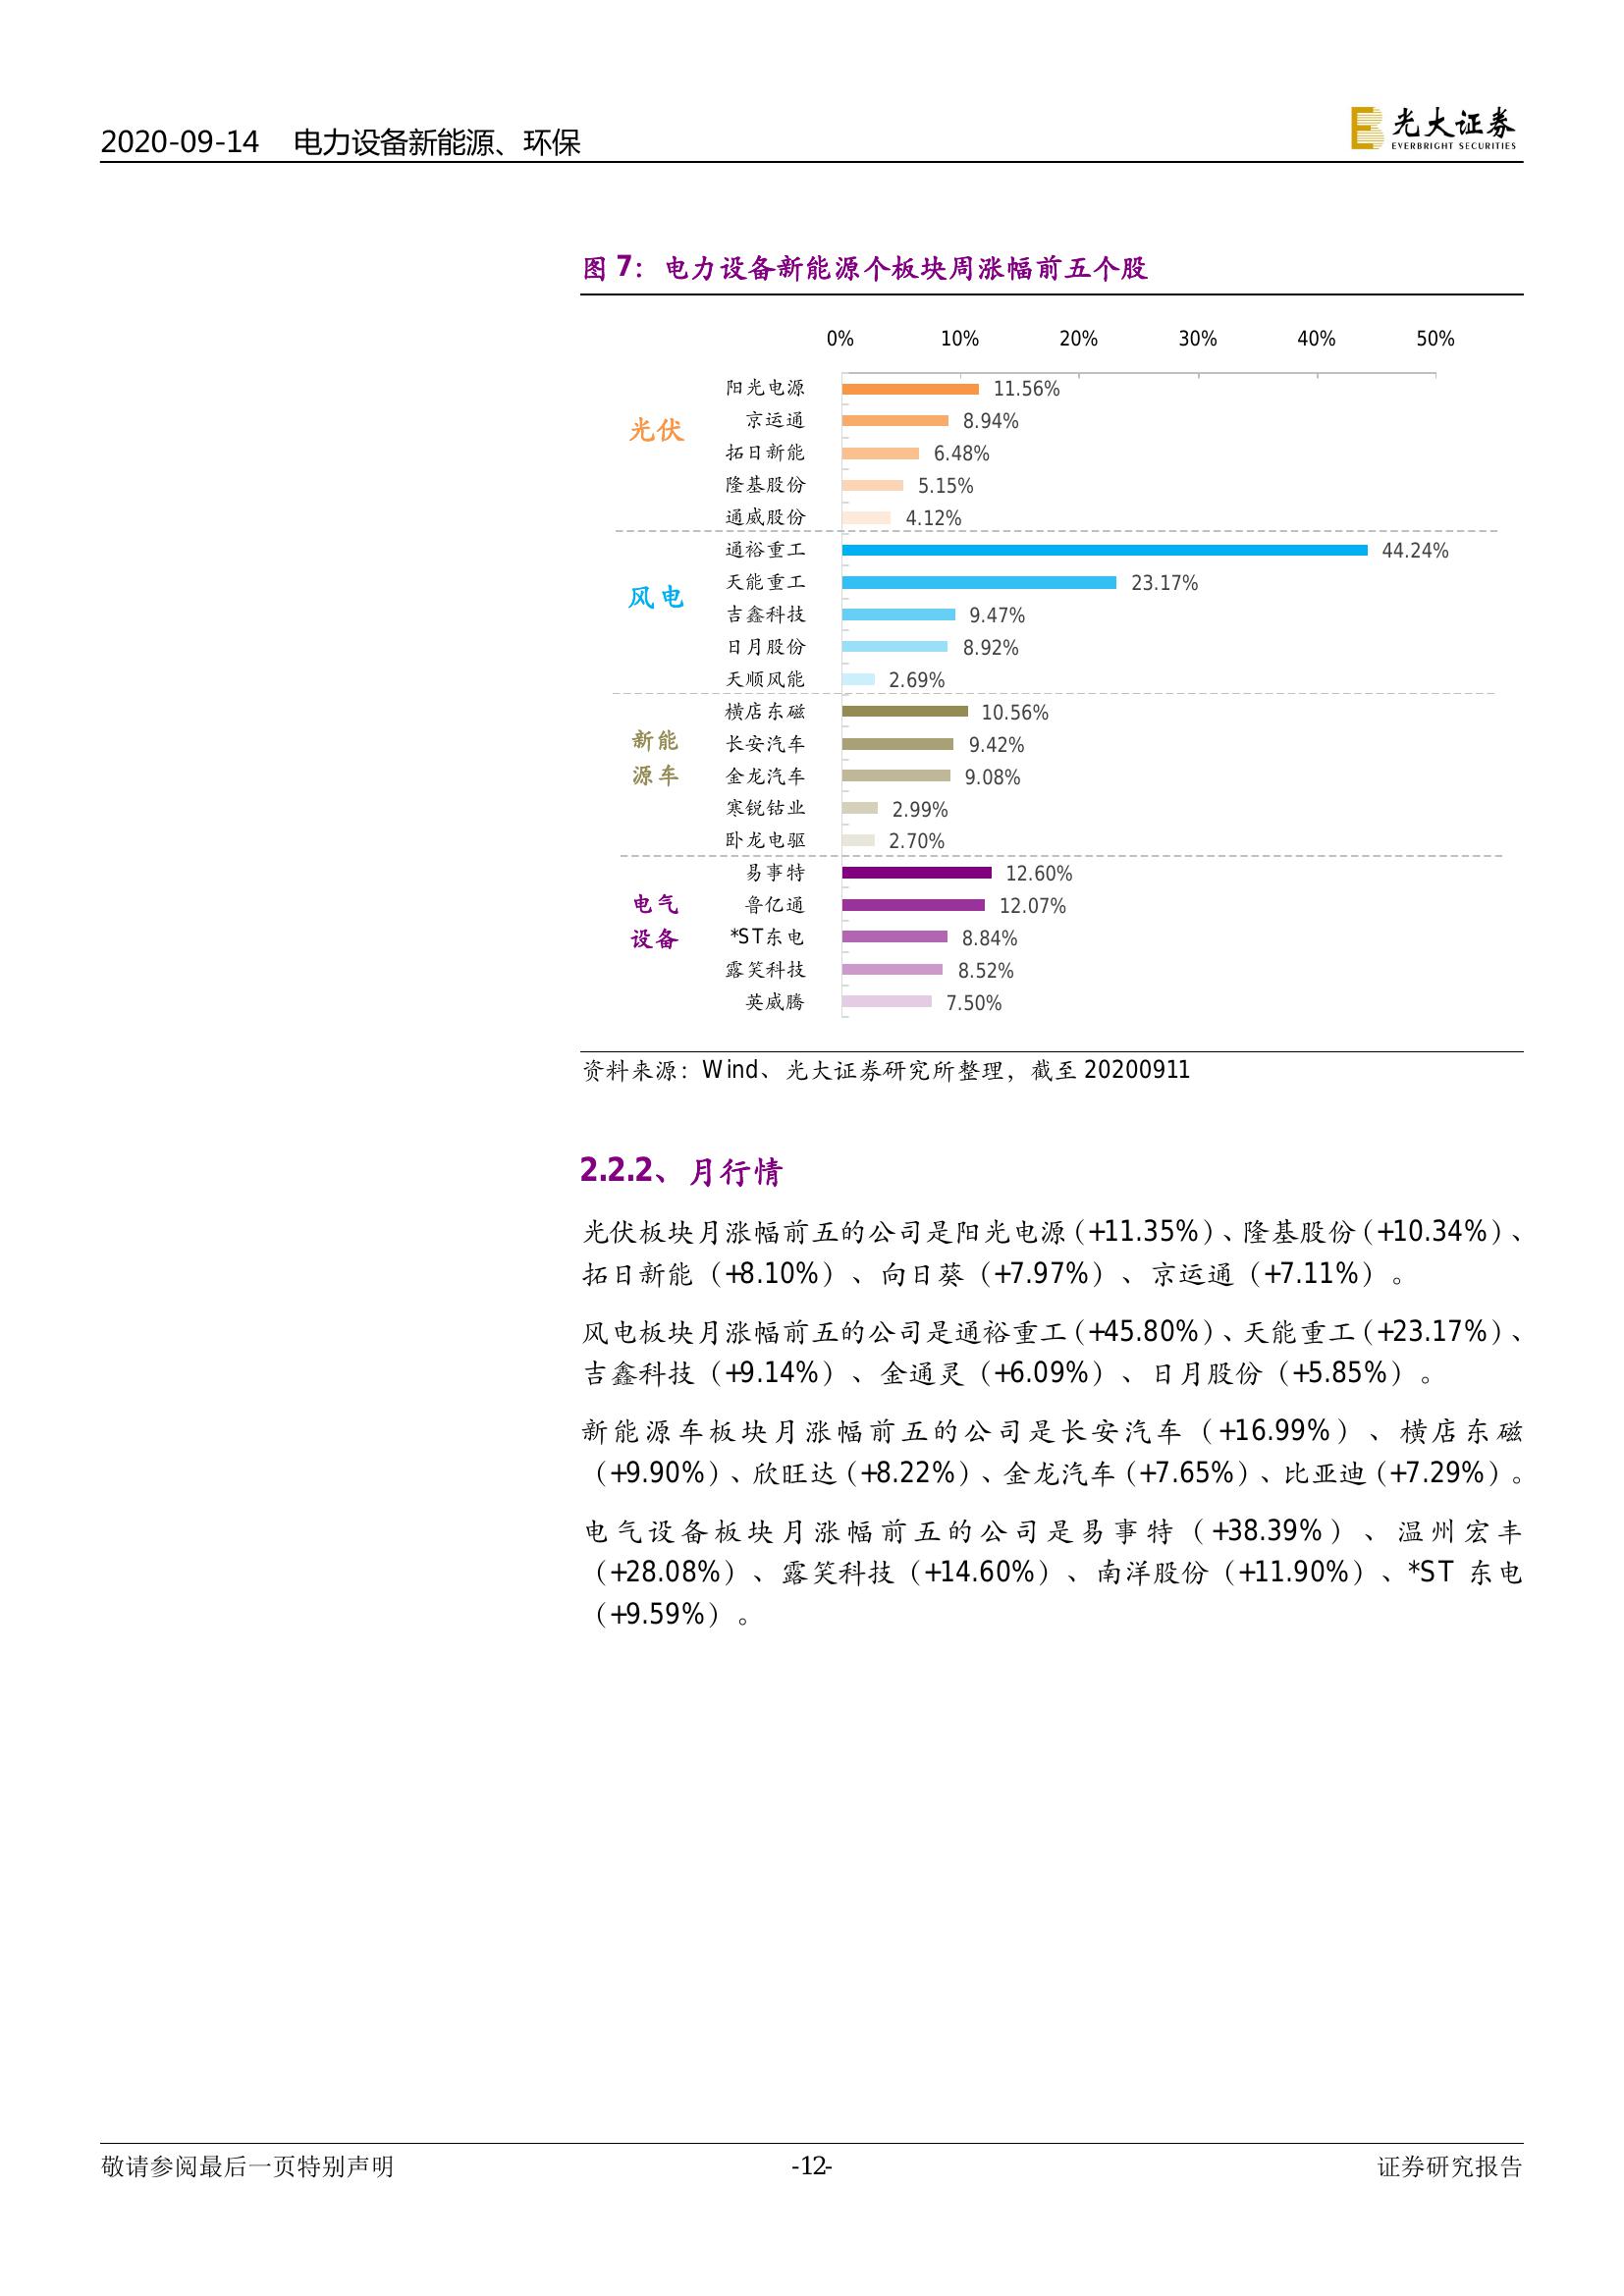 2020-09-14 电力设备新能源、环保
光大证券
EVERBRIGHT SECURITIES
图 7：电力设备新能源个板块周涨幅前五个股
0% 10% 20% 30% 40% 50%
光伏
阳光电源 11.56%
京运通 8.94%
拓日新能 6.48%
隆基股份 5.15%
通威股份 4.12%
风电
通裕重工 44.24%
天能重工 23.17%
吉鑫科技 9.47%
日月股份 8.92%
天顺风能 2.69%
新能
源车
横店东磁 10.56%
长安汽车 9.42%
金龙汽车 9.08%
寒锐钴业 2.99%
卧龙电驱 2.70%
电气
设备
易事特 12.60%
鲁亿通 12.07%
*ST东电 8.84%
露笑科技 8.52%
英威腾 7.50%
资料来源：Wind、光大证券研究所整理，截至 20200911
2.2.2、月行情
光伏板块月涨幅前五的公司是阳光电源（+11.35%）、隆基股份（+10.34%）、
拓日新能（+8.10%）、向日葵（+7.97%）、京运通（+7.11%）。
风电板块月涨幅前五的公司是通裕重工（+45.80%）、天能重工（+23.17%）、
吉鑫科技（+9.14%）、金通灵（+6.09%）、日月股份（+5.85%）。
新能源车板块月涨幅前五的公司是长安汽车（+16.99%）、横店东磁
（+9.90%）、欣旺达（+8.22%）、金龙汽车（+7.65%）、比亚迪（+7.29%）。
电气设备板块月涨幅前五的公司是易事特（+38.39%）、温州宏丰
（+28.08%）、露笑科技（+14.60%）、南洋股份（+11.90%）、*ST 东电
（+9.59%）。
敬请参阅最后一页特别声明 -12- 证券研究报告